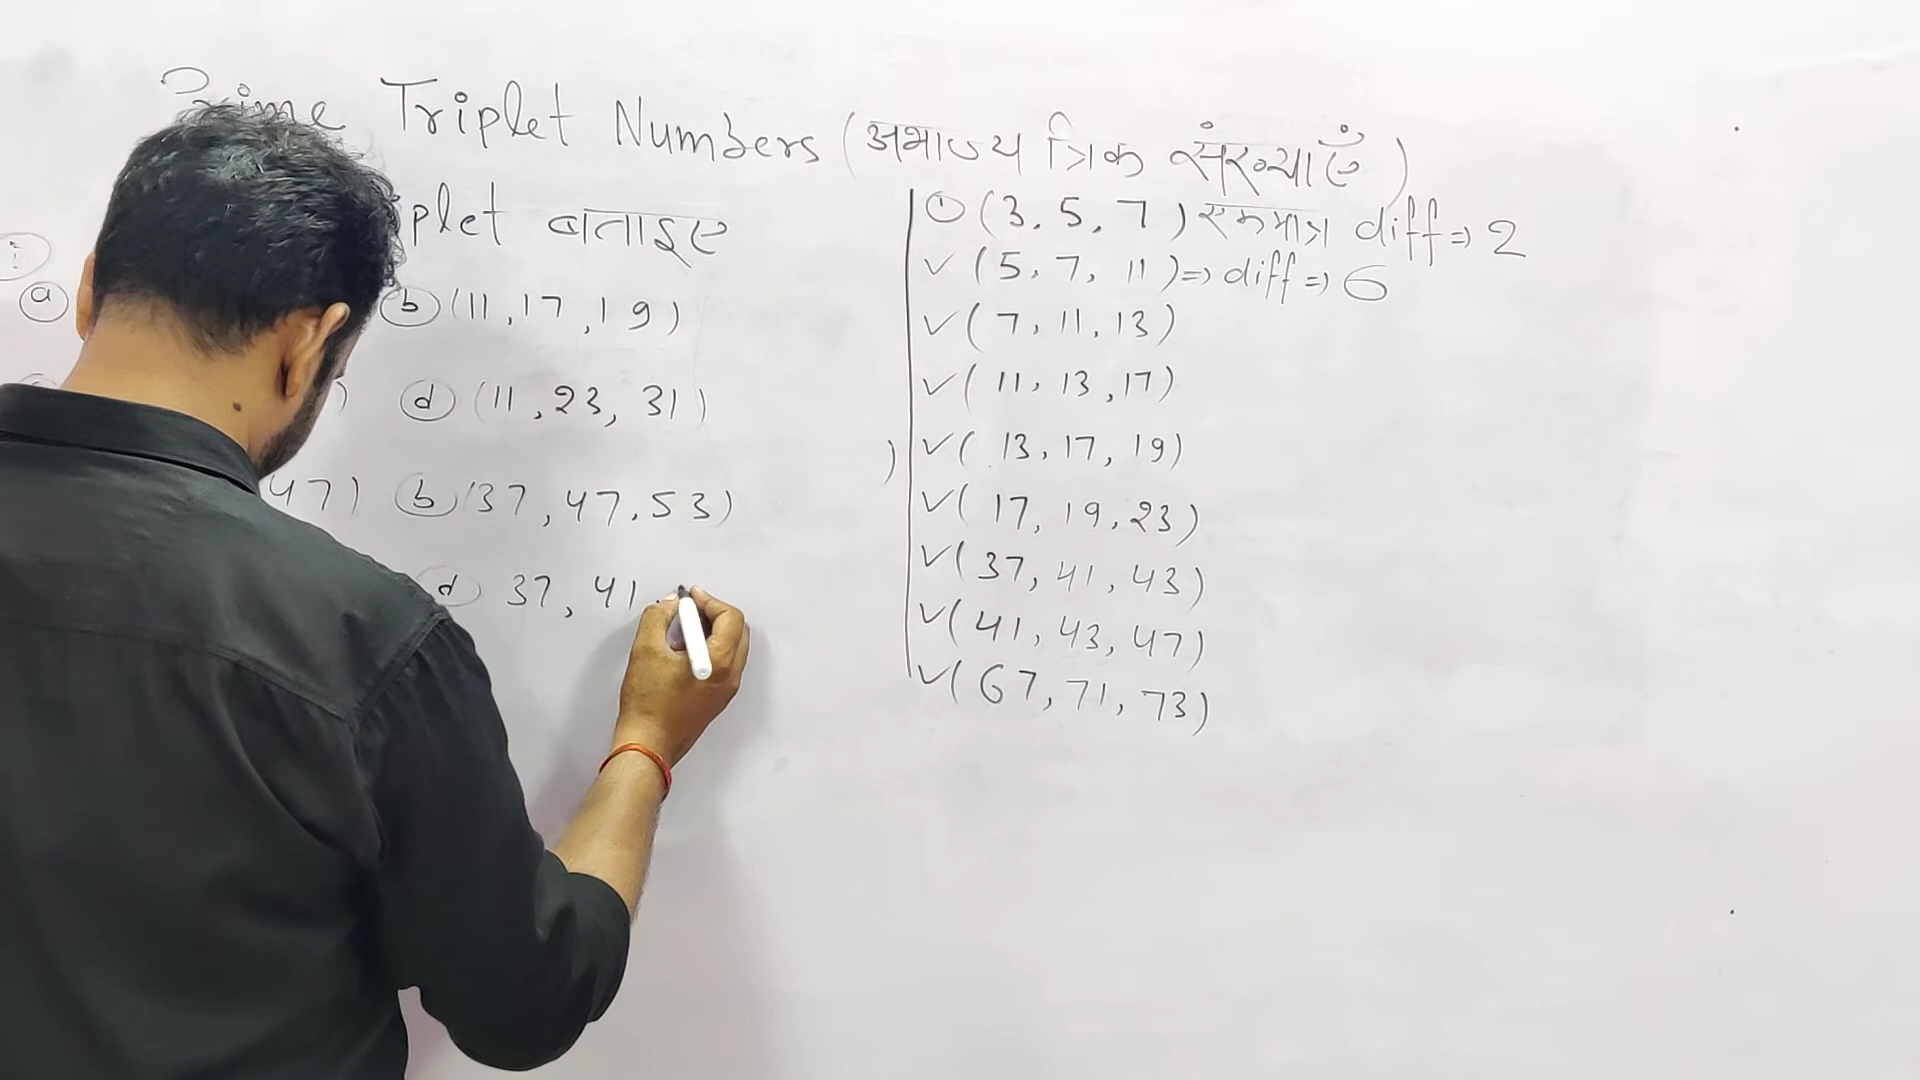 Prime Triplet Numbers (अभाज्य त्रिक संख्याएँ)
plet बताइए
a b (11, 17, 19)
) d (11, 23, 31)
47) b (37, 47, 53)
d 37, 41
① (3, 5, 7) एकमात्र diff ⇒ 2
✓ (5, 7, 11) ⇒ diff ⇒ 6
✓ (7, 11, 13)
✓ (11, 13, 17)
) ✓ (13, 17, 19)
✓ (17, 19, 23)
✓ (37, 41, 43)
✓ (41, 43, 47)
✓ (67, 71, 73)